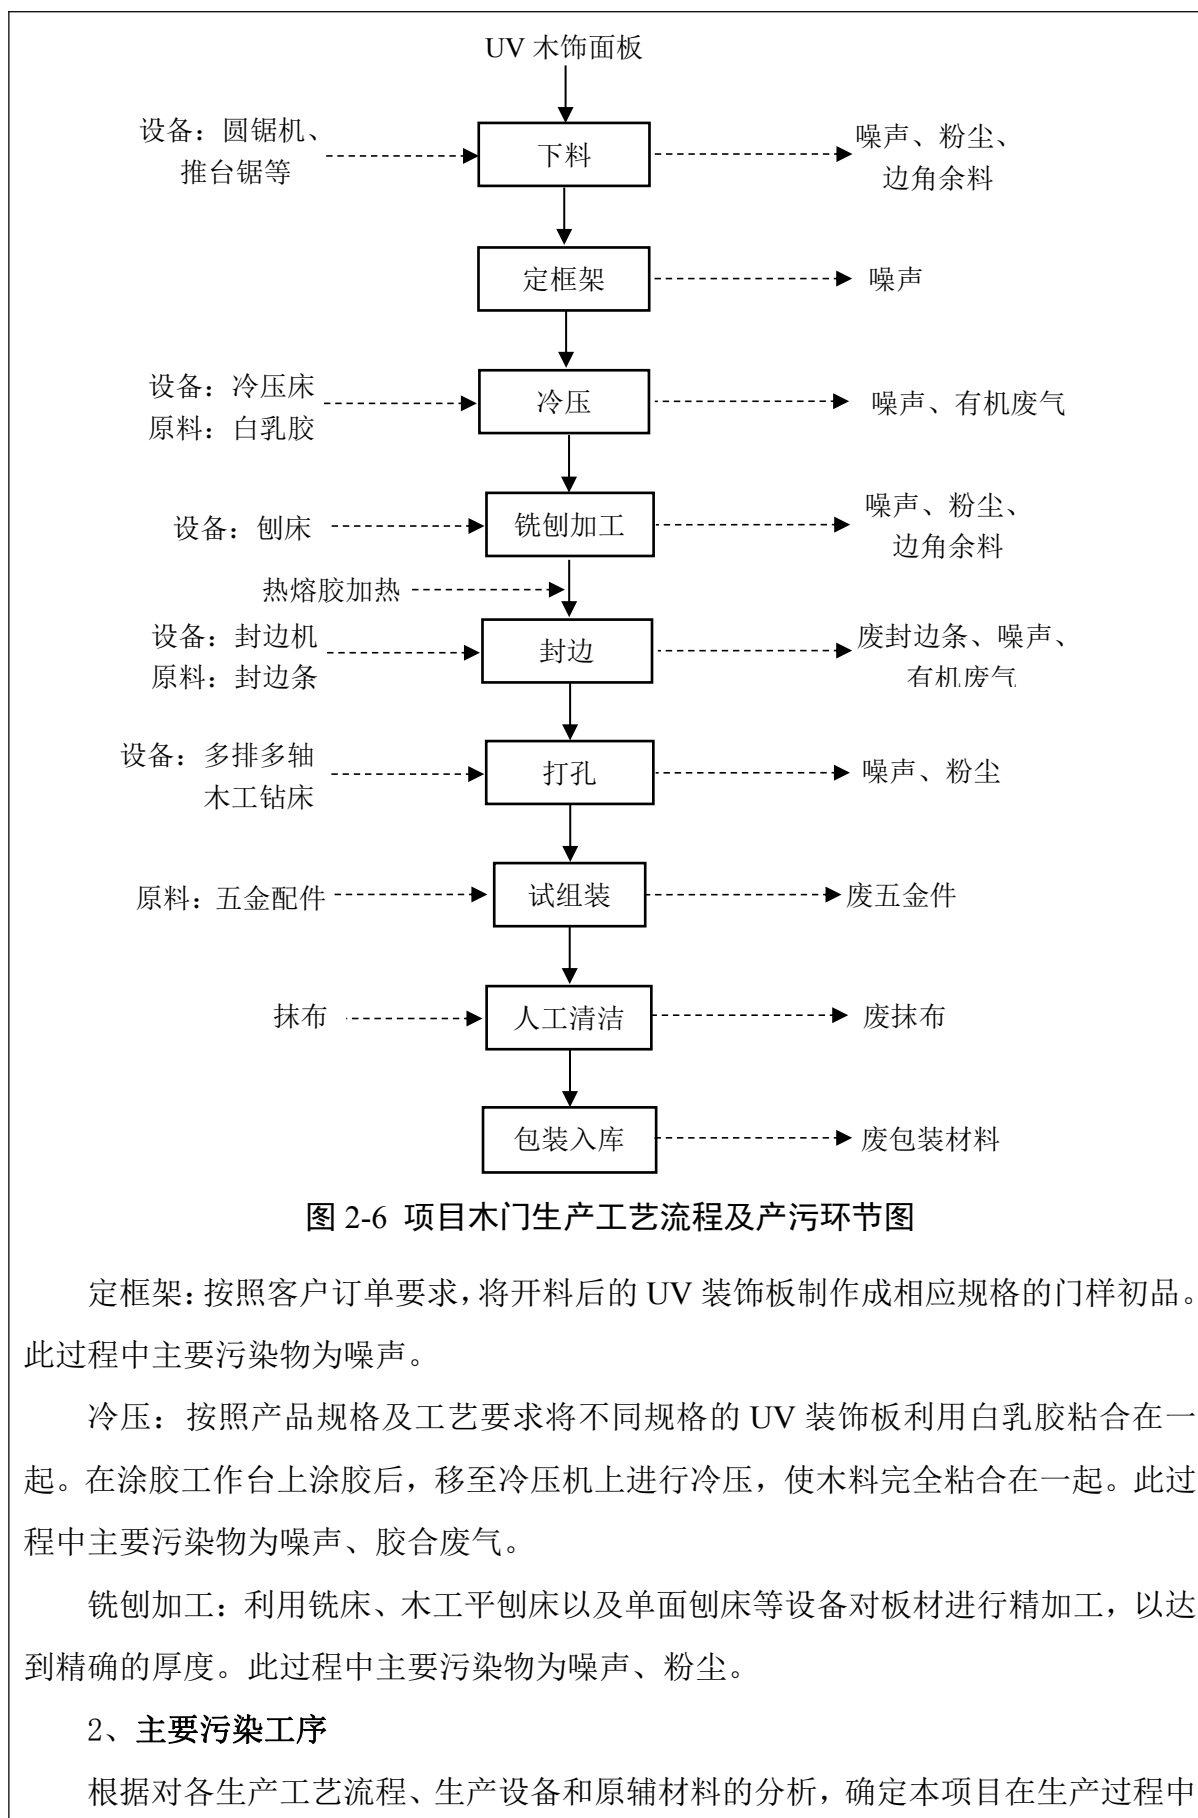 UV 木饰面板
设备：圆锯机、
推台锯等
下料
噪声、粉尘、
边角余料
定框架
噪声
设备：冷压床
原料：白乳胶
冷压
噪声、有机废气
设备：刨床
铣刨加工
噪声、粉尘、
边角余料
热熔胶加热
设备：封边机
原料：封边条
封边
废封边条、噪声、
有机废气
设备：多排多轴
木工钻床
打孔
噪声、粉尘
原料：五金配件
试组装
废五金件
抹布
人工清洁
废抹布
包装入库
废包装材料
图 2-6 项目木门生产工艺流程及产污环节图
定框架：按照客户订单要求，将开料后的 UV 装饰板制作成相应规格的门样初品。
此过程中主要污染物为噪声。
冷压：按照产品规格及工艺要求将不同规格的 UV 装饰板利用白乳胶粘合在一
起。在涂胶工作台上涂胶后，移至冷压机上进行冷压，使木料完全粘合在一起。此过
程中主要污染物为噪声、胶合废气。
铣刨加工：利用铣床、木工平刨床以及单面刨床等设备对板材进行精加工，以达
到精确的厚度。此过程中主要污染物为噪声、粉尘。
2、主要污染工序
根据对各生产工艺流程、生产设备和原辅材料的分析，确定本项目在生产过程中